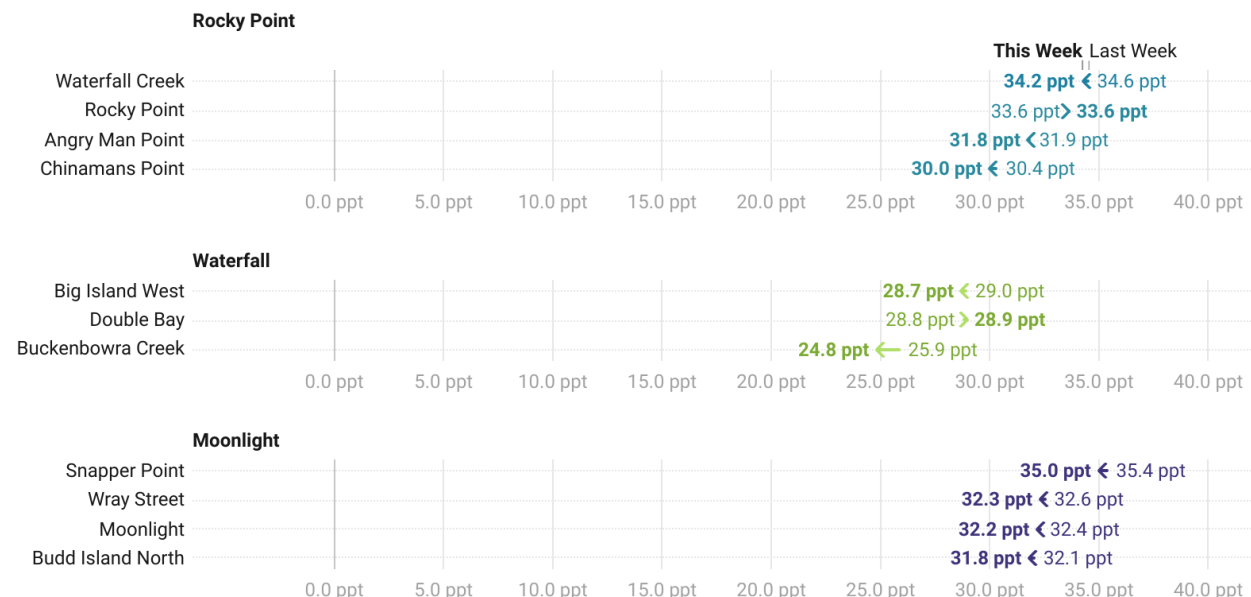 Rocky Point
This Week Last Week
Waterfall Creek 34.2 ppt 34.6 ppt
Rocky Point 33.6 ppt 33.6 ppt
Angry Man Point 31.8 ppt 31.9 ppt
Chinamans Point 30.0 ppt 30.4 ppt
0.0 ppt 5.0 ppt 10.0 ppt 15.0 ppt 20.0 ppt 25.0 ppt 30.0 ppt 35.0 ppt 40.0 ppt
Waterfall
Big Island West 28.7 ppt 29.0 ppt
Double Bay 28.8 ppt 28.9 ppt
Buckenbowra Creek 24.8 ppt 25.9 ppt
0.0 ppt 5.0 ppt 10.0 ppt 15.0 ppt 20.0 ppt 25.0 ppt 30.0 ppt 35.0 ppt 40.0 ppt
Moonlight
Snapper Point 35.0 ppt 35.4 ppt
Wray Street 32.3 ppt 32.6 ppt
Moonlight 32.2 ppt 32.4 ppt
Budd Island North 31.8 ppt 32.1 ppt
0.0 ppt 5.0 ppt 10.0 ppt 15.0 ppt 20.0 ppt 25.0 ppt 30.0 ppt 35.0 ppt 40.0 ppt